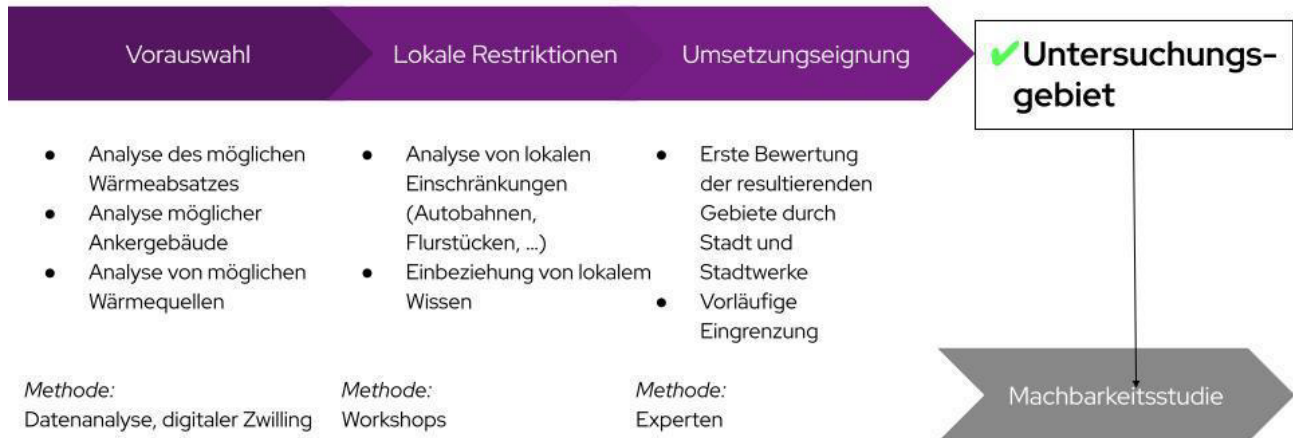 Vorauswahl
Lokale Restriktionen
Umsetzungseignung
✔Untersuchungs-
gebiet
● Analyse des möglichen
Wärmeabsatzes
● Analyse möglicher
Ankergebäude
● Analyse von möglichen
Wärmequellen
● Analyse von lokalen
Einschränkungen
(Autobahnen,
Flurstücken, ...)
● Einbeziehung von lokalem
Wissen
● Erste Bewertung
der resultierenden
Gebiete durch
Stadt und
Stadtwerke
● Vorläufige
Eingrenzung
Methode:
Datenanalyse, digitaler Zwilling
Methode:
Workshops
Methode:
Experten
Machbarkeitsstudie